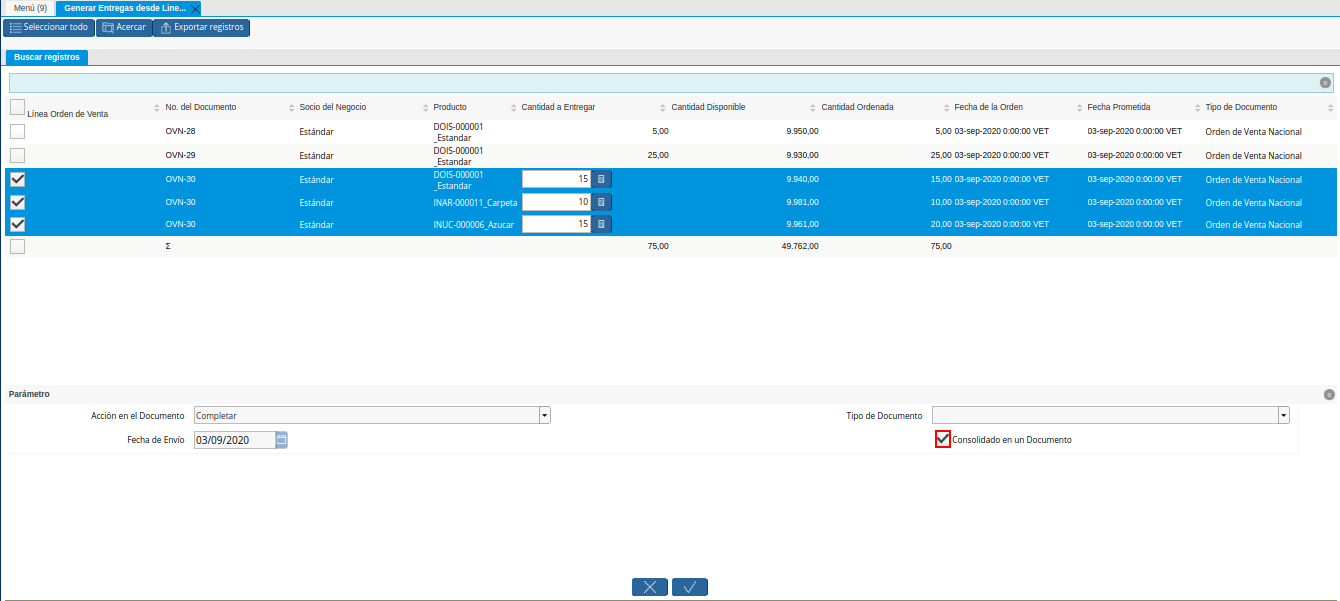 Menú (9) Generar Entregas desde Line...
Seleccionar todo Acercar Exportar registros
Buscar registros
Línea Orden de Venta No. del Documento Socio del Negocio Producto Cantidad a Entregar Cantidad Disponible Cantidad Ordenada Fecha de la Orden Fecha Prometida Tipo de Documento
OVN-28 Estándar DOIS-000001 _Estandar 5,00 9.950,00 5,00 03-sep-2020 0:00:00 VET 03-sep-2020 0:00:00 VET Orden de Venta Nacional
OVN-29 Estándar DOIS-000001 _Estandar 25,00 9.930,00 25,00 03-sep-2020 0:00:00 VET 03-sep-2020 0:00:00 VET Orden de Venta Nacional
OVN-30 Estándar DOIS-000001 _Estandar 15 9.940,00 15,00 03-sep-2020 0:00:00 VET 03-sep-2020 0:00:00 VET Orden de Venta Nacional
OVN-30 Estándar INAR-000011_Carpeta 10 9.981,00 10,00 03-sep-2020 0:00:00 VET 03-sep-2020 0:00:00 VET Orden de Venta Nacional
OVN-30 Estándar INUC-000006_Azucar 15 9.961,00 20,00 03-sep-2020 0:00:00 VET 03-sep-2020 0:00:00 VET Orden de Venta Nacional
Σ 75,00 49.762,00 75,00
Parámetro
Acción en el Documento Completar Tipo de Documento
Fecha de Envío 03/09/2020 Consolidado en un Documento